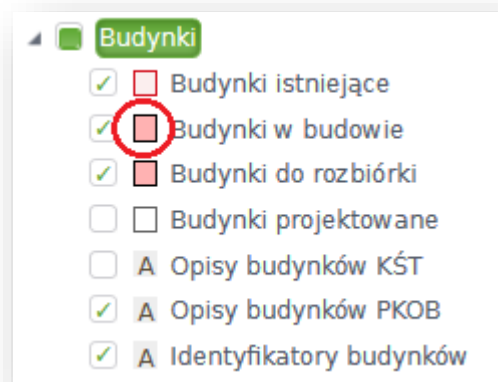 Budynki
Budynki istniejące
Budynki w budowie
Budynki do rozbiórki
Budynki projektowane
A Opisy budynków KŚT
A Opisy budynków PKOB
A Identyfikatory budynków